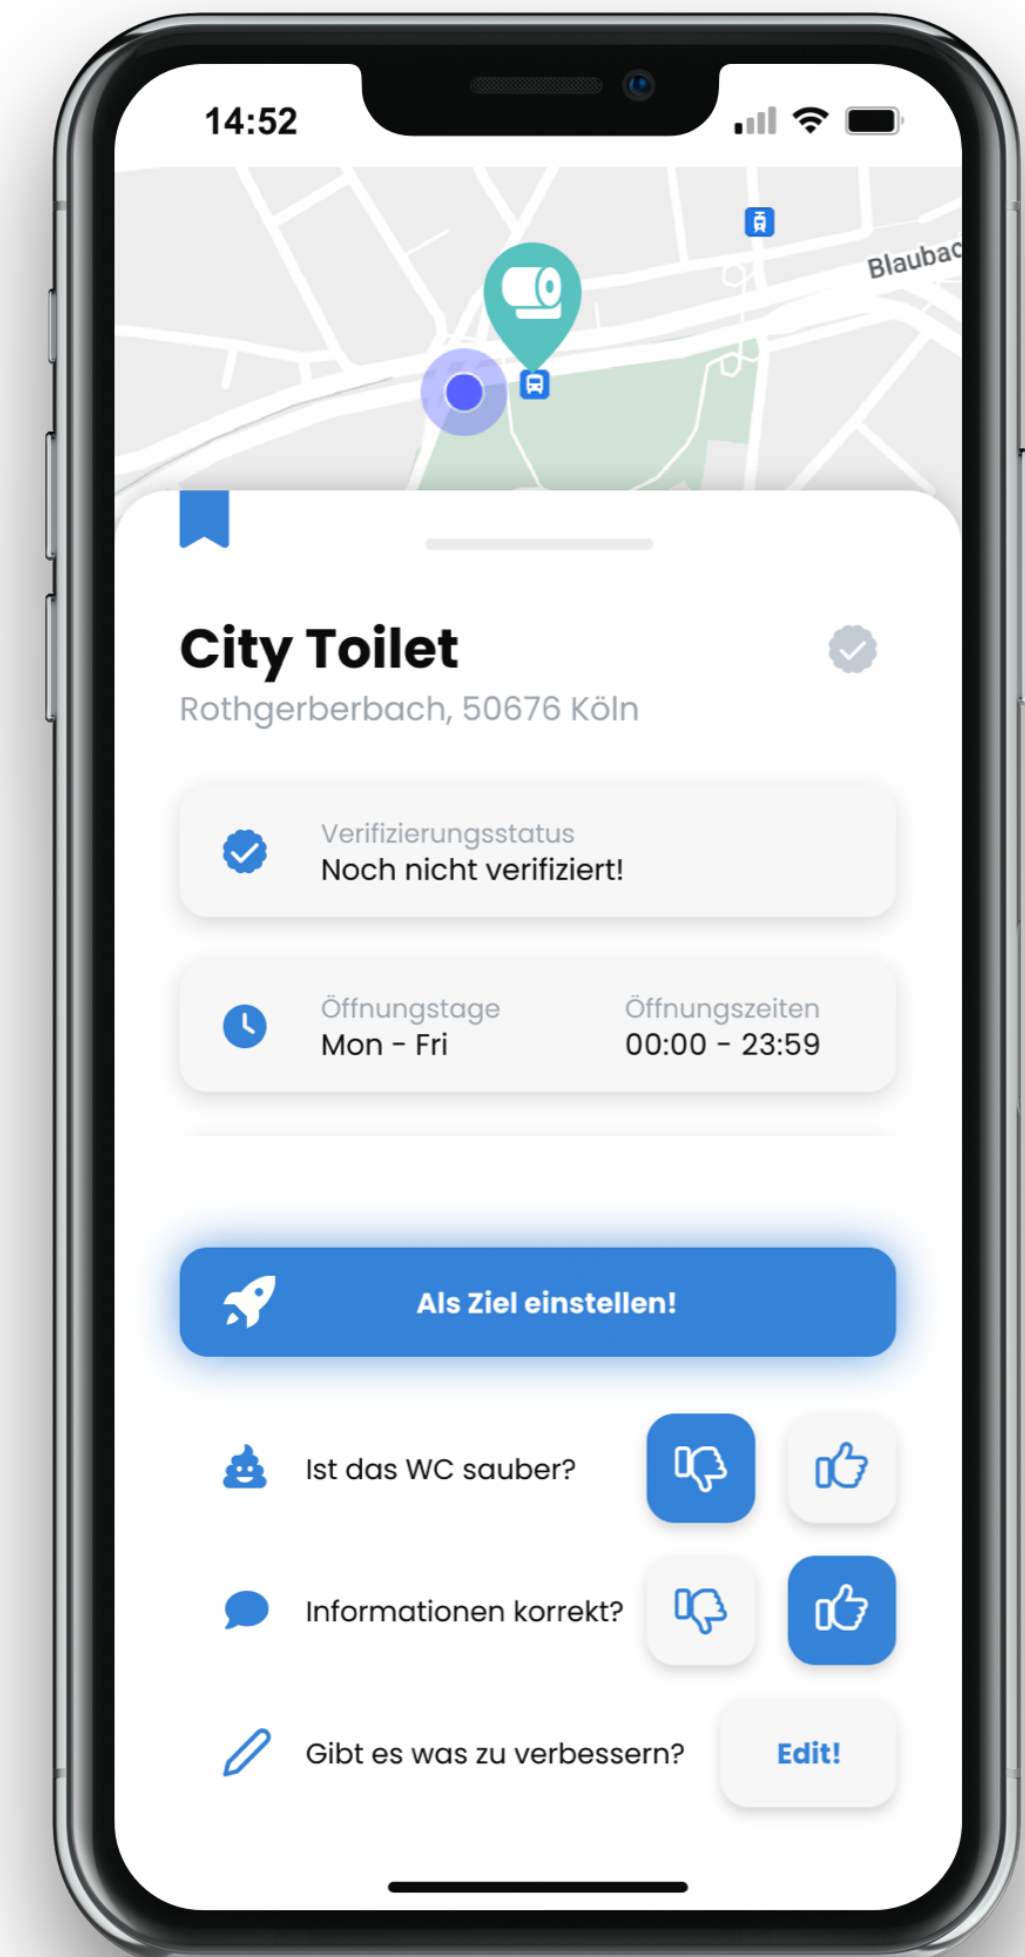 14:52
Blaubac
City Toilet
Rothgerberbach, 50676 Köln
Verifizierungsstatus
Noch nicht verifiziert!
Öffnungstage Öffnungszeiten
Mon - Fri 00:00 - 23:59
Als Ziel einstellen!
Ist das WC sauber?
Informationen korrekt?
Gibt es was zu verbessern? Edit!